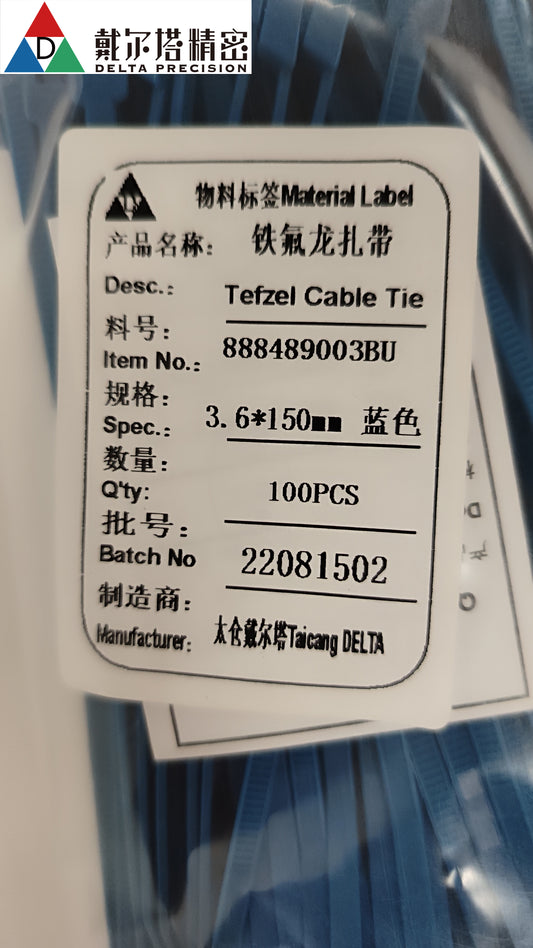 戴尔塔精密
DELTA PRECISION
物料标签Material Label
产品名称: 铁氟龙扎带
Desc.: Tefzel Cable Tie
料号:
Item No.: 888489003BU
规格:
Spec.: 3.6*150mm 蓝色
数量:
Q'ty: 100PCS
批号:
Batch No 22081502
制造商:
Manufacturer: 太仓戴尔塔Taicang DELTA